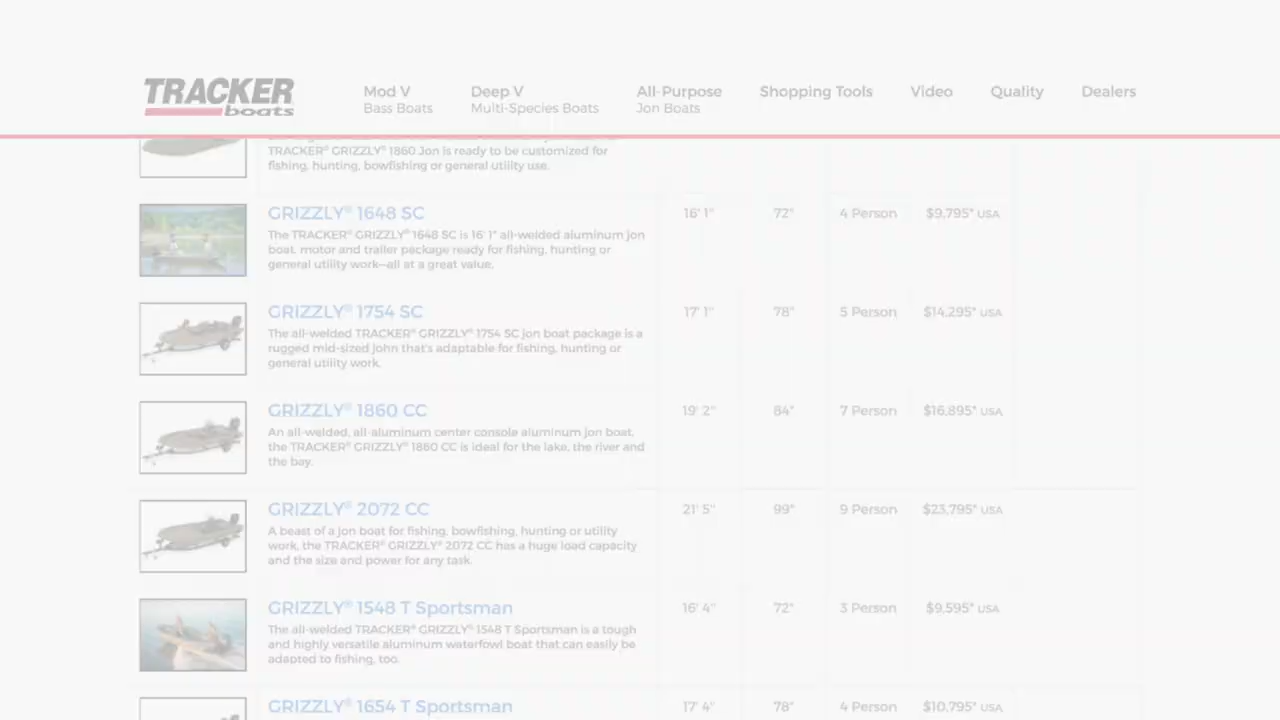 TRACKER
boats
Mod V
Bass Boats
Deep V
Multi-Species Boats
All-Purpose
Jon Boats
Shopping Tools
Video
Quality
Dealers
TRACKER® GRIZZLY® 1860 Jon is ready to be customized for
fishing, hunting, bowfishing or general utility use.
GRIZZLY® 1648 SC
The TRACKER® GRIZZLY® 1648 SC is 16' 1" all-welded aluminum jon
boat, motor and trailer package ready for fishing, hunting or
general utility work—all at a great value.
16' 1"
72"
4 Person
$9,795* USA
GRIZZLY® 1754 SC
The all-welded TRACKER® GRIZZLY® 1754 SC jon boat package is a
rugged mid-sized john that's adaptable for fishing, hunting or
general utility work.
17' 1"
78"
5 Person
$14,295* USA
GRIZZLY® 1860 CC
An all-welded, all-aluminum center console aluminum jon boat,
the TRACKER® GRIZZLY® 1860 CC is ideal for the lake, the river and
the bay.
19' 2"
84"
7 Person
$16,895* USA
GRIZZLY® 2072 CC
A beast of a jon boat for fishing, bowfishing, hunting or utility
work, the TRACKER® GRIZZLY® 2072 CC has a huge load capacity
and the size and power for any task.
21' 5"
99"
9 Person
$23,795* USA
GRIZZLY® 1548 T Sportsman
The all-welded TRACKER® GRIZZLY® 1548 T Sportsman is a tough
and highly versatile aluminum waterfowl boat that can easily be
adapted to fishing, too.
16' 4"
72"
3 Person
$9,595* USA
GRIZZLY® 1654 T Sportsman
17' 4"
78"
4 Person
$10,795* USA